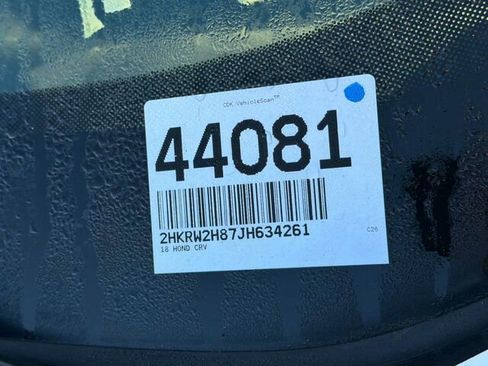 CDK VehicleScan™
44081
2HKRW2H87JH634261
18 HOND CRV
C26